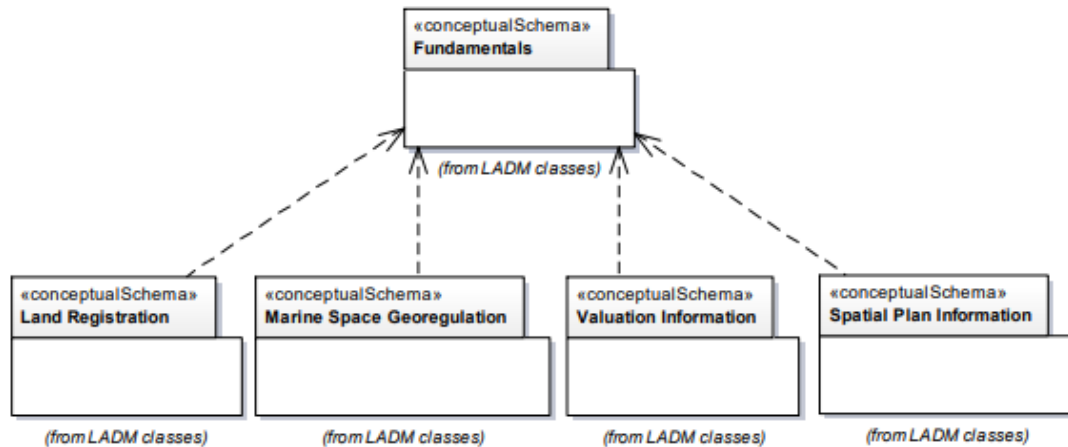 «conceptualSchema»
Fundamentals
(from LADM classes)
«conceptualSchema»
Land Registration
(from LADM classes)
«conceptualSchema»
Marine Space Georegulation
(from LADM classes)
«conceptualSchema»
Valuation Information
(from LADM classes)
«conceptualSchema»
Spatial Plan Information
(from LADM classes)